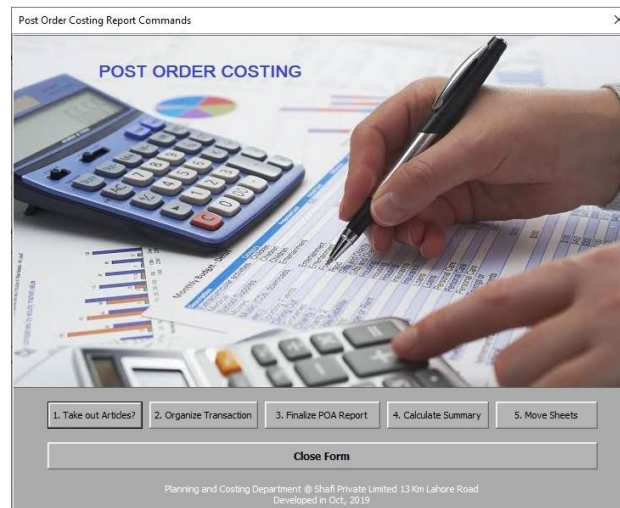 Post Order Costing Report Commands
POST ORDER COSTING
Monthly Budget
1. Take out Articles?
2. Organize Transaction
3. Finalize POA Report
4. Calculate Summary
5. Move Sheets
Close Form
Planning and Costing Department @ Shafi Private Limited 13 Km Lahore Road
Developed in Oct, 2019